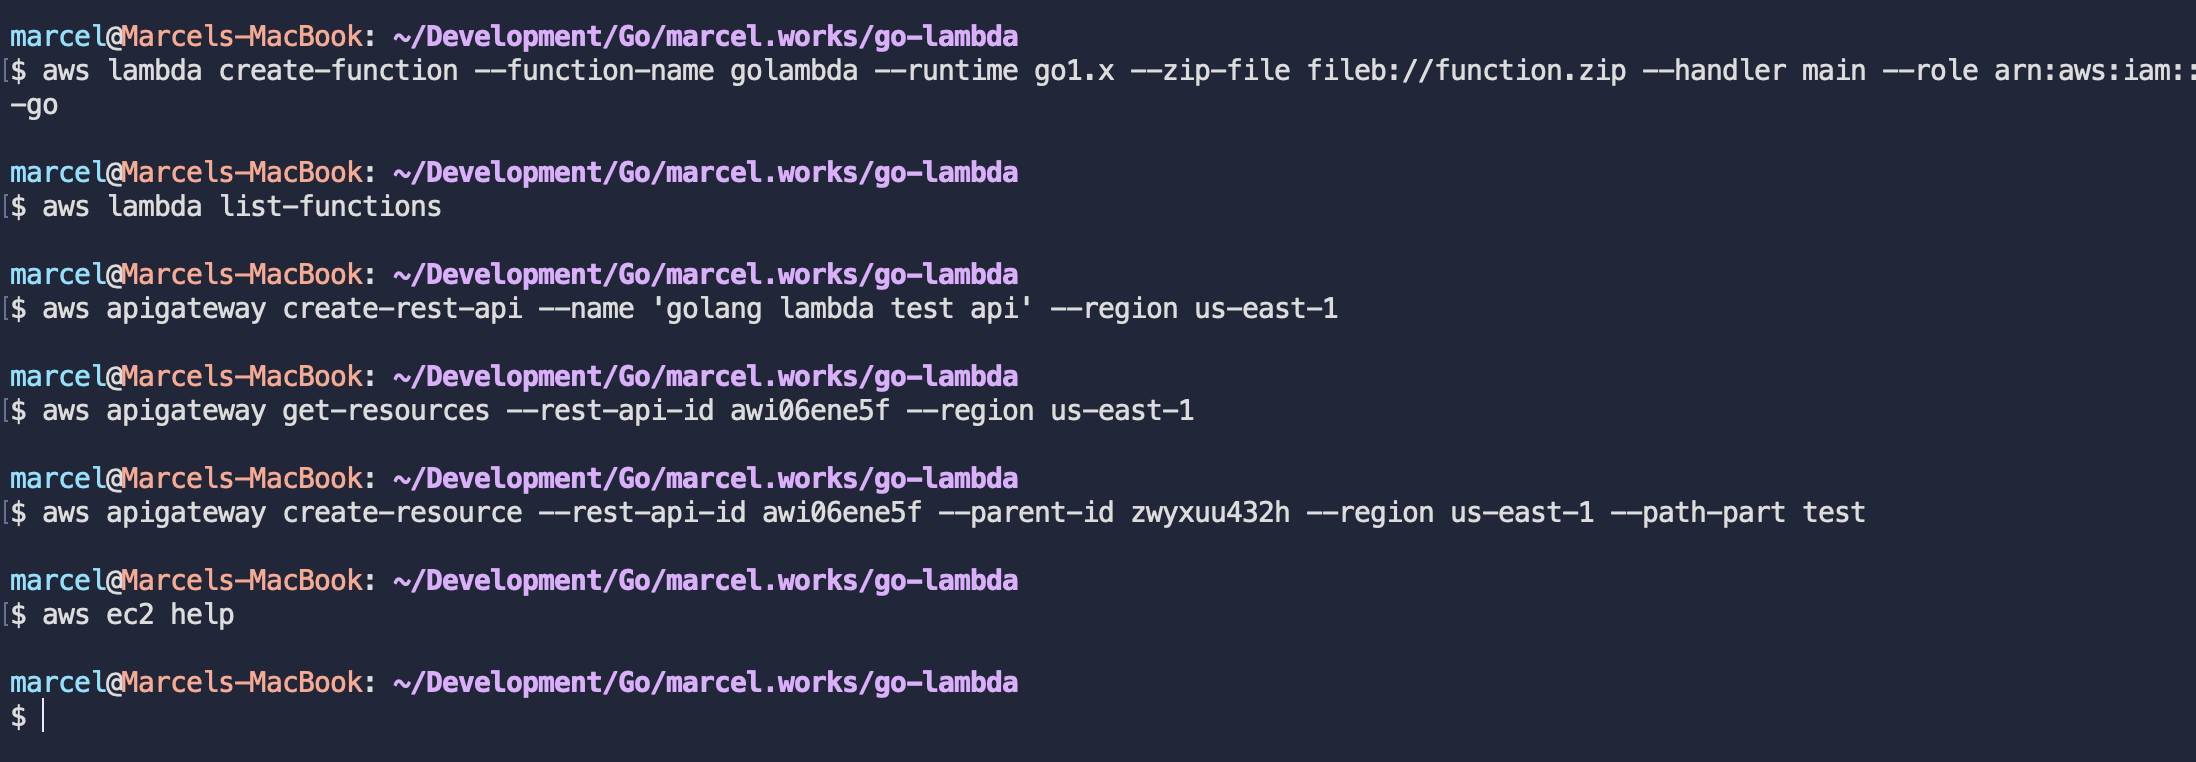 marcel@Marcels-MacBook: ~/Development/Go/marcel.works/go-lambda
[$ aws lambda create-function --function-name golambda --runtime go1.x --zip-file fileb://function.zip --handler main --role arn:aws:iam::
-go
marcel@Marcels-MacBook: ~/Development/Go/marcel.works/go-lambda
[$ aws lambda list-functions
marcel@Marcels-MacBook: ~/Development/Go/marcel.works/go-lambda
[$ aws apigateway create-rest-api --name 'golang lambda test api' --region us-east-1
marcel@Marcels-MacBook: ~/Development/Go/marcel.works/go-lambda
[$ aws apigateway get-resources --rest-api-id awi06ene5f --region us-east-1
marcel@Marcels-MacBook: ~/Development/Go/marcel.works/go-lambda
[$ aws apigateway create-resource --rest-api-id awi06ene5f --parent-id zwyxuu432h --region us-east-1 --path-part test
marcel@Marcels-MacBook: ~/Development/Go/marcel.works/go-lambda
[$ aws ec2 help
marcel@Marcels-MacBook: ~/Development/Go/marcel.works/go-lambda
$